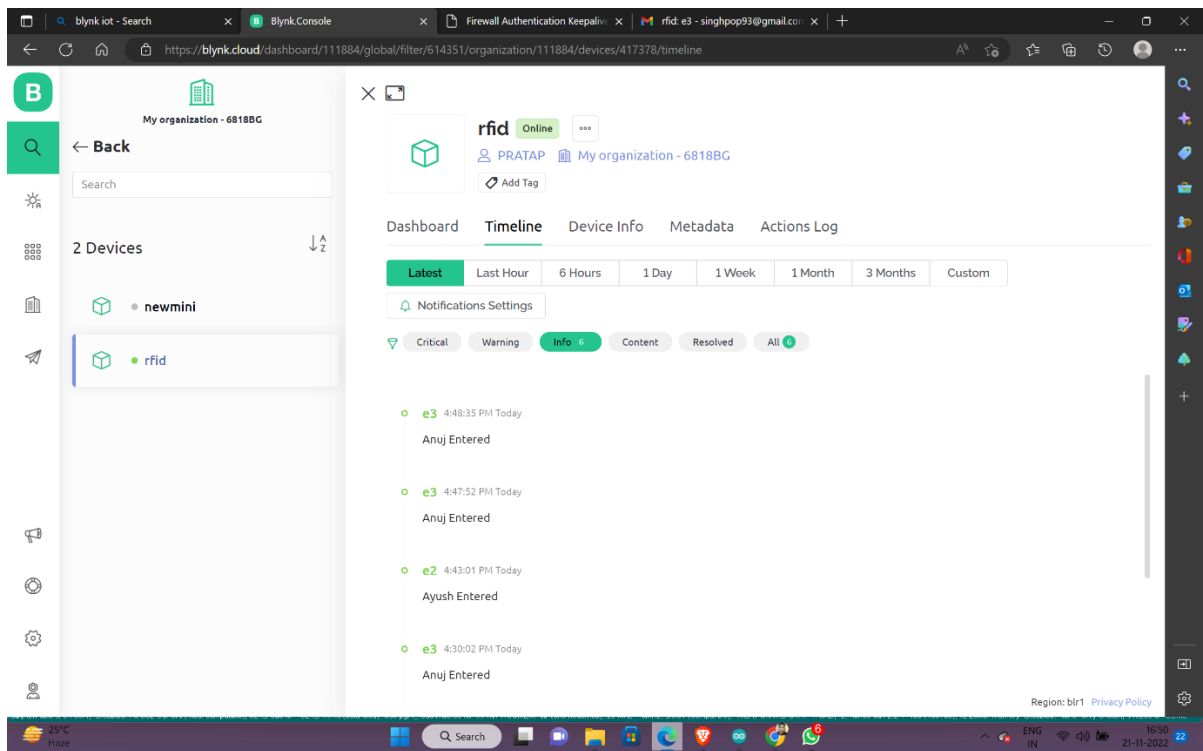 blynk iot - Search
Blynk.Console
Firewall Authentication Keepalive
rfid: e3 - singhpop93@gmail.com
https://blynk.cloud/dashboard/111884/global/filter/614351/organization/111884/devices/417378/timeline
B
My organization - 6818BG
Back
Search
2 Devices
newmini
rfid
rfid Online
PRATAP My organization - 6818BG
Add Tag
Dashboard Timeline Device Info Metadata Actions Log
Latest Last Hour 6 Hours 1 Day 1 Week 1 Month 3 Months Custom
Notifications Settings
Critical Warning Info 6 Content Resolved All 6
e3 4:48:35 PM Today
Anuj Entered
e3 4:47:52 PM Today
Anuj Entered
e2 4:43:01 PM Today
Ayush Entered
e3 4:30:02 PM Today
Anuj Entered
Region: blr1 Privacy Policy
25°C
Haze
Search
6
ENG
IN
16:50
21-11-2022
22